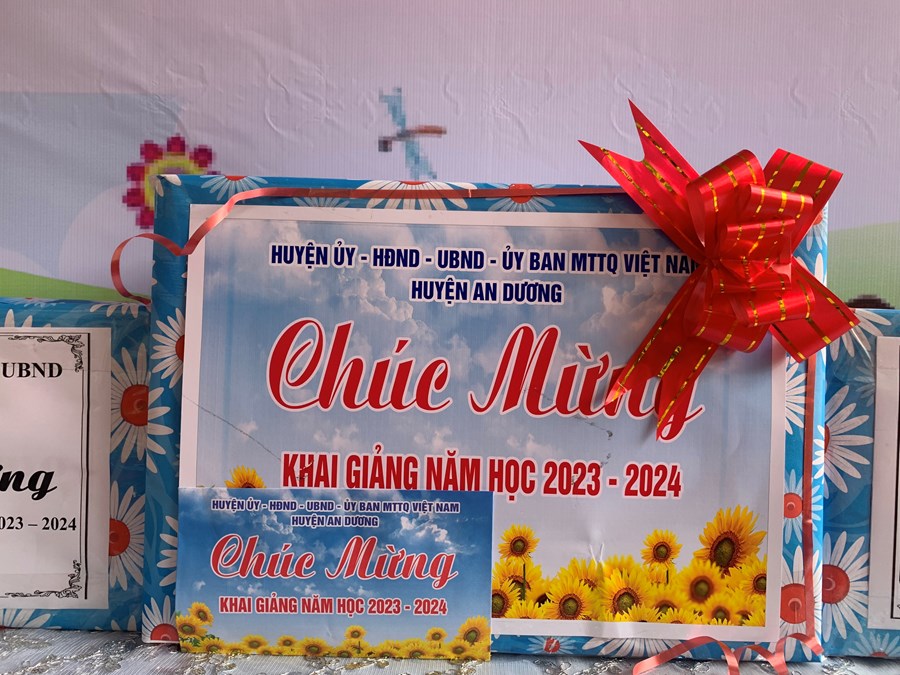 HUYỆN ỦY - HĐND - UBND - ỦY BAN MTTQ VIỆT NAM
HUYỆN AN DƯƠNG
Chúc Mừng
KHAI GIẢNG NĂM HỌC 2023 - 2024
HUYỆN ỦY- HĐND - UBND - ỦY BAN MTTQ VIỆT NAM
HUYỆN AN DƯƠNG
Chúc Mừng
KHAI GIẢNG NĂM HỌC 2023 - 2024
UBND
023 – 2024